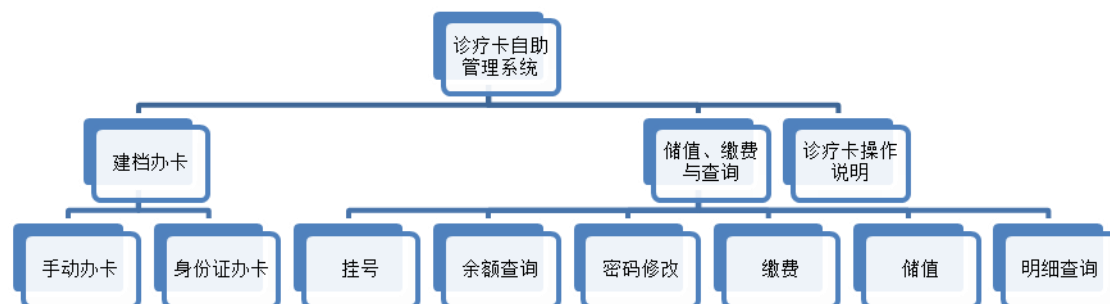 诊疗卡自助
管理系统
建档办卡
储值、缴费
与查询
诊疗卡操作
说明
手动办卡
身份证办卡
挂号
余额查询
密码修改
缴费
储值
明细查询